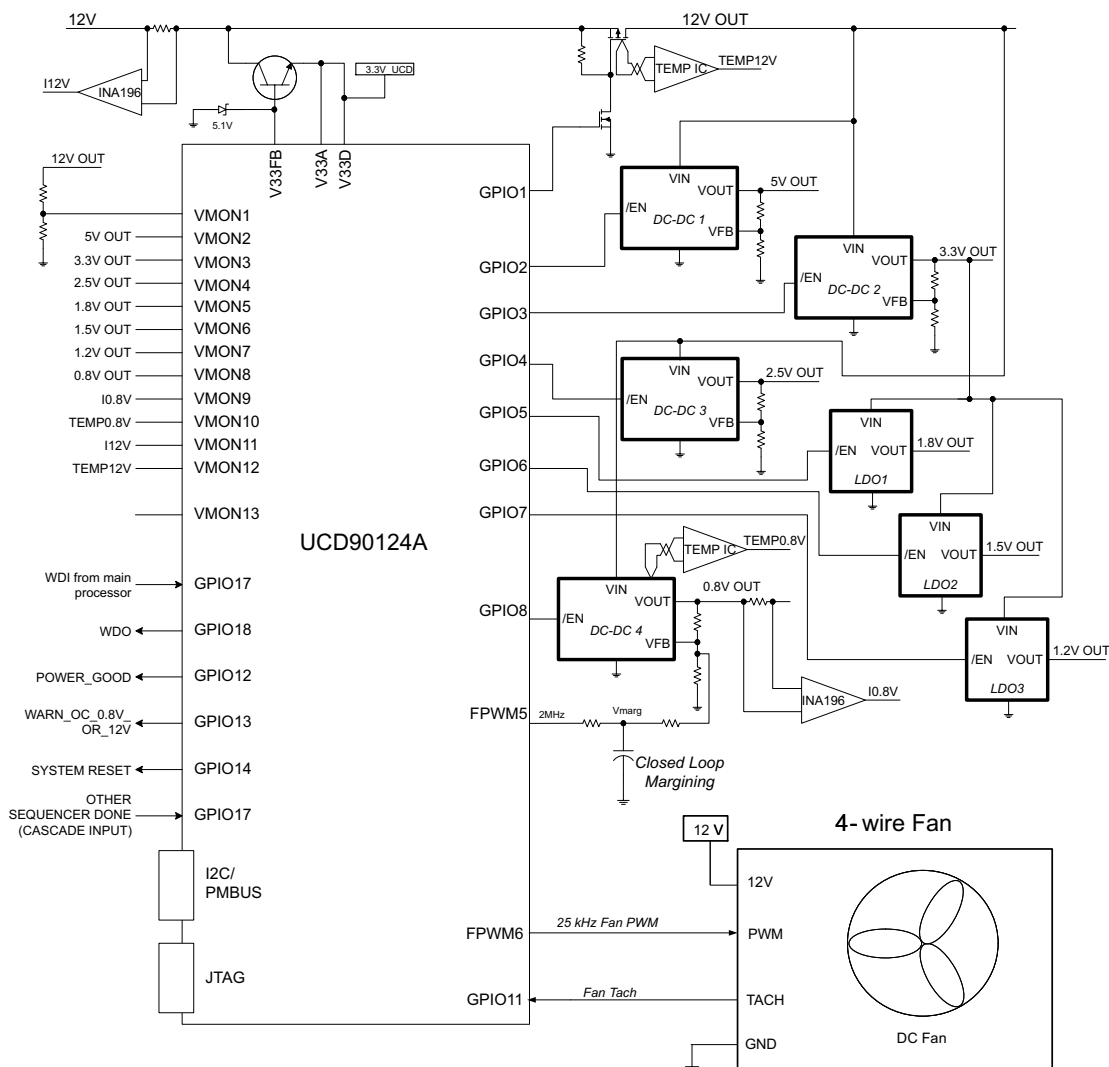 12V
12V OUT
I12V
INA196
3.3V_UCD
5.1V
TEMP IC
TEMP12V
V33FB
V33A
V33D
12V OUT
VMON1
5V OUT
VMON2
3.3V OUT
VMON3
2.5V OUT
VMON4
1.8V OUT
VMON5
1.5V OUT
VMON6
1.2V OUT
VMON7
0.8V OUT
VMON8
I0.8V
VMON9
TEMP0.8V
VMON10
I12V
VMON11
TEMP12V
VMON12
VMON13
UCD90124A
WDI from main
processor
GPIO17
WDO
GPIO18
POWER_GOOD
GPIO12
WARN_OC_0.8V_
OR_12V
GPIO13
SYSTEM RESET
GPIO14
OTHER
SEQUENCER DONE
(CASCADE INPUT)
GPIO17
I2C/
PMBUS
JTAG
GPIO1
GPIO2
GPIO3
GPIO4
GPIO5
GPIO6
GPIO7
GPIO8
FPWM5
FPWM6
GPIO11
VIN
VOUT
/EN
DC-DC 1
VFB
5V OUT
VIN
VOUT
/EN
DC-DC 2
VFB
3.3V OUT
VIN
VOUT
/EN
DC-DC 3
VFB
2.5V OUT
VIN
/EN
VOUT
LDO1
1.8V OUT
VIN
/EN
VOUT
LDO2
1.5V OUT
VIN
/EN
VOUT
LDO3
1.2V OUT
TEMP IC
TEMP0.8V
VIN
VOUT
/EN
DC-DC 4
VFB
0.8V OUT
INA196
I0.8V
2MHz
Vmarg
Closed Loop
Margining
12 V
4- wire Fan
12V
25 kHz Fan PWM
PWM
Fan Tach
TACH
GND
DC Fan